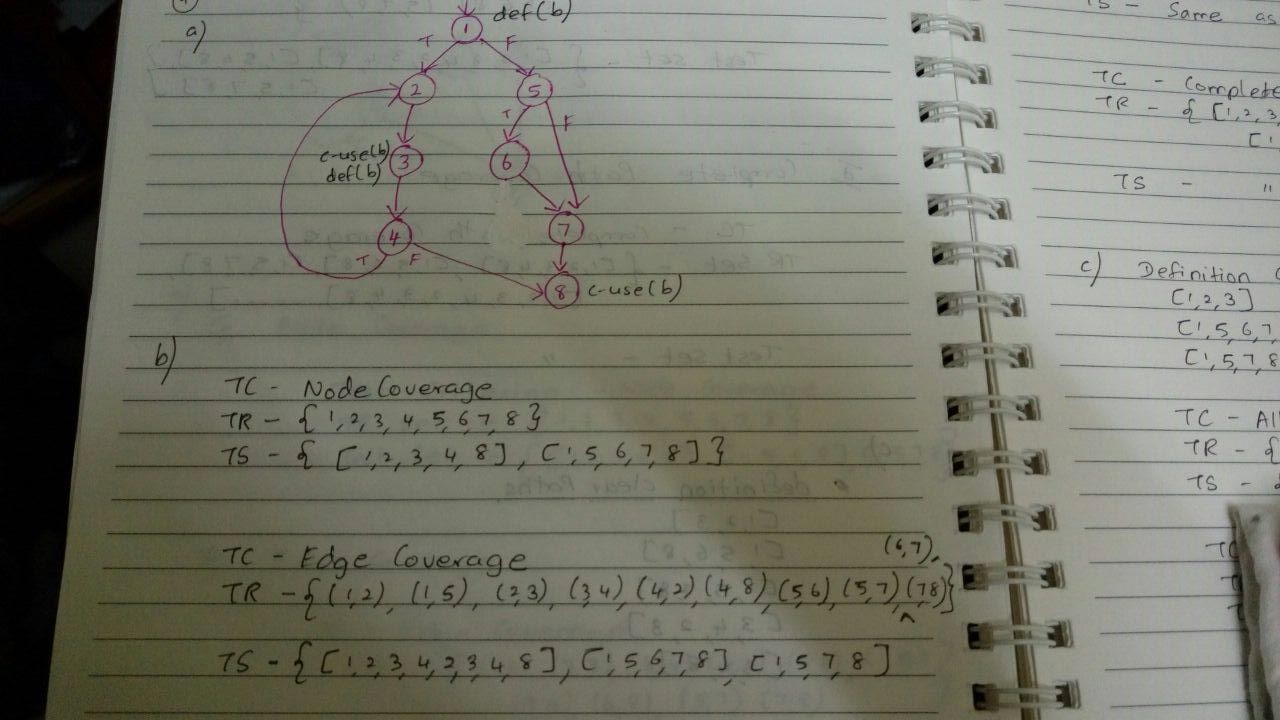 a)
def(b)
1
T F
2 5
T F
c-use(b)
def(b)
3 6
4 7
T F
8 c-use(b)
b)
TC - Node Coverage
TR - { 1, 2, 3, 4, 5, 6, 7, 8 }
TS - { [1, 2, 3, 4, 8] , [1, 5, 6, 7, 8] }
TC - Edge Coverage
(6,7),
TR - { (1,2) , (1,5) , (2,3) , (3,4) , (4,2) , (4,8) , (5,6) , (5,7) , (7,8) }
^
TS - { [1, 2, 3, 4, 2, 3, 4, 8] , [1, 5, 6, 7, 8] , [1, 5, 7, 8]
TS - Same as
TC - Complete
TR - { [1, 2, 3,
[1,
TS - "
c) Definition
[1, 2, 3]
[1, 5, 6, 7,
[1, 5, 7, 8
TC - Al
TR - {
TS - {
TC